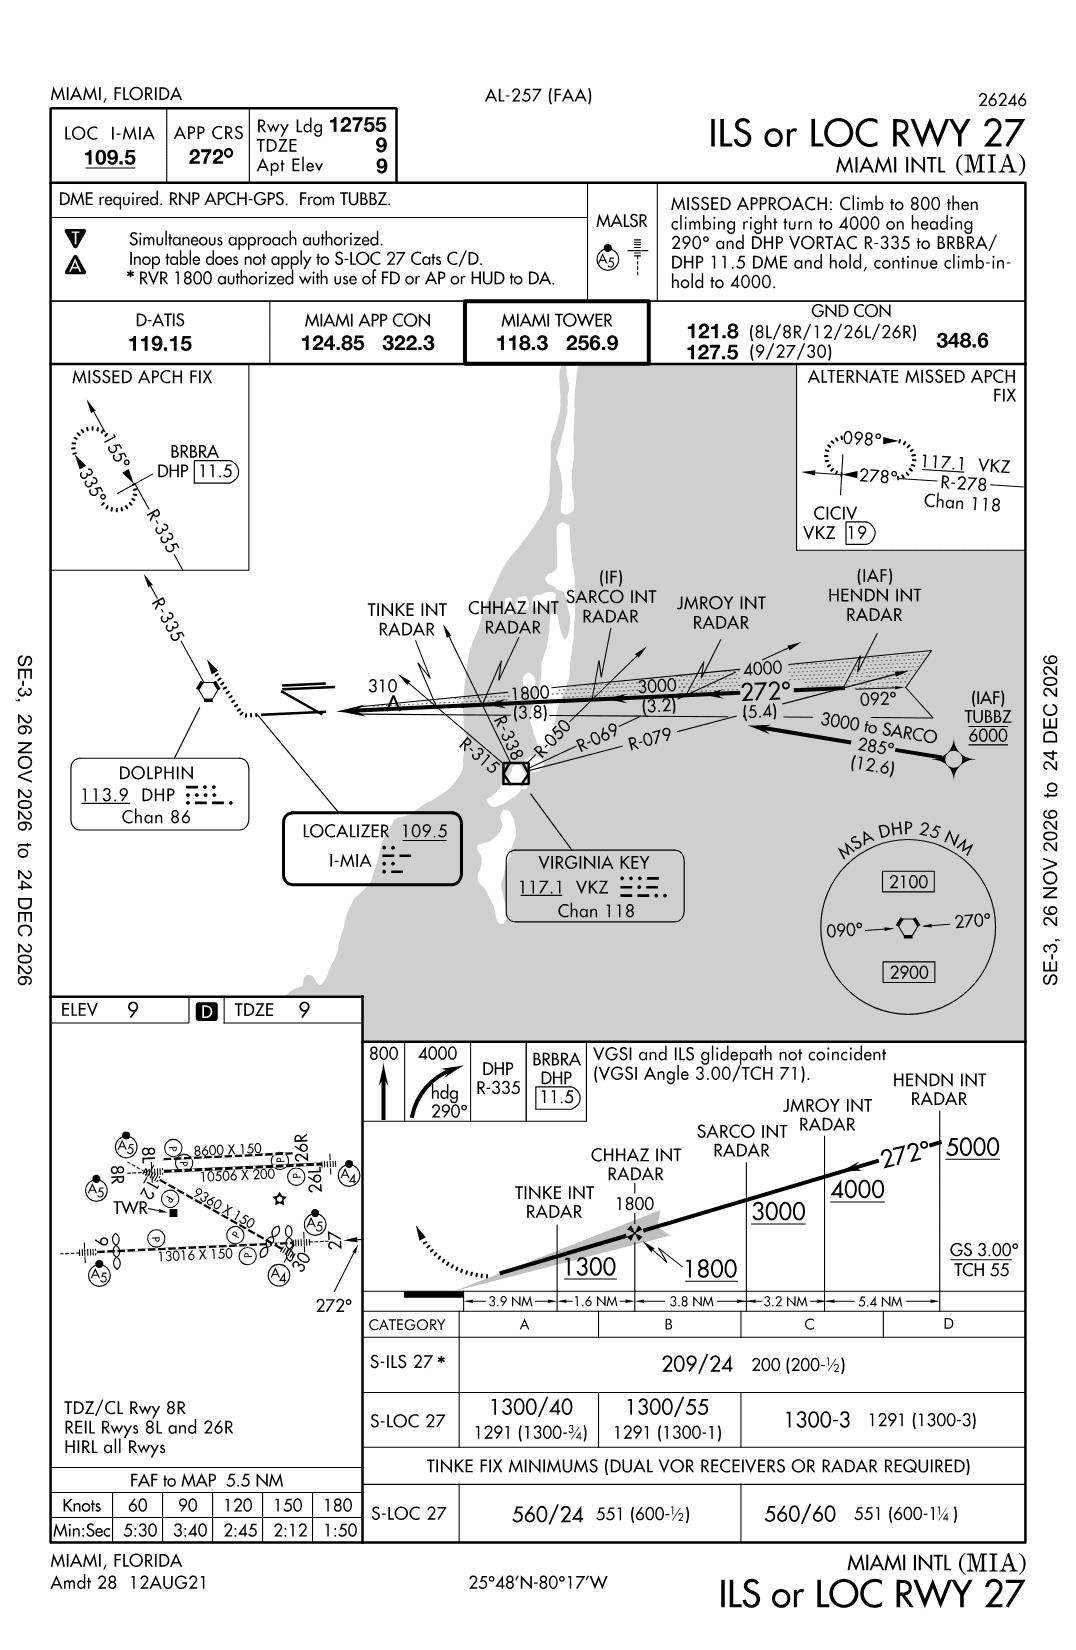 MIAMI, FLORIDA
AL-257 (FAA)
26246
ILS or LOC RWY 27
MIAMI INTL (MIA)
LOC I-MIA
109.5
APP CRS
272°
Rwy Ldg 12755
TDZE 9
Apt Elev 9
DME required. RNP APCH-GPS. From TUBBZ.
T
A
Simultaneous approach authorized.
Inop table does not apply to S-LOC 27 Cats C/D.
* RVR 1800 authorized with use of FD or AP or HUD to DA.
MALSR
A5
MISSED APPROACH: Climb to 800 then
climbing right turn to 4000 on heading
290° and DHP VORTAC R-335 to BRBRA/
DHP 11.5 DME and hold, continue climb-in-
hold to 4000.
D-ATIS
119.15
MIAMI APP CON
124.85 322.3
MIAMI TOWER
118.3 256.9
GND CON
121.8 (8L/8R/12/26L/26R)
127.5 (9/27/30)
348.6
MISSED APCH FIX
155°
335°
BRBRA
DHP 11.5
R-335
ALTERNATE MISSED APCH
FIX
098°
278°
117.1 VKZ
R-278
Chan 118
CICIV
VKZ 19
R-335
TINKE INT
RADAR
CHHAZ INT
RADAR
(IF)
SARCO INT
RADAR
JMROY INT
RADAR
(IAF)
HENDN INT
RADAR
310
1800
(3.8)
3000
(3.2)
4000
272°
(5.4)
092°
R-315
R-338
R-050
R-069
R-079
3000 to SARCO
285°
(12.6)
(IAF)
TUBBZ
6000
DOLPHIN
113.9 DHP
Chan 86
LOCALIZER 109.5
I-MIA
VIRGINIA KEY
117.1 VKZ
Chan 118
MSA DHP 25 NM
2100
090°
270°
2900
SE-3, 26 NOV 2026 to 24 DEC 2026
SE-3, 26 NOV 2026 to 24 DEC 2026
ELEV 9
D
TDZE 9
A5
8L
P
8600 X 150
P
26R
8R
A5
10506 X 200
P
26L
A4
12
P
TWR
9360 X 150
A5
9
P
P
P
13016 X 150
27
A5
A4
30
272°
TDZ/CL Rwy 8R
REIL Rwys 8L and 26R
HIRL all Rwys
FAF to MAP 5.5 NM
Knots 60 90 120 150 180
Min:Sec 5:30 3:40 2:45 2:12 1:50
800
4000
hdg
290°
DHP
R-335
BRBRA
DHP
11.5
VGSI and ILS glidepath not coincident
(VGSI Angle 3.00/TCH 71).
TINKE INT
RADAR
CHHAZ INT
RADAR
1800
SARCO INT
RADAR
JMROY INT
RADAR
HENDN INT
RADAR
272°
5000
4000
3000
1800
1300
GS 3.00°
TCH 55
3.9 NM
1.6 NM
3.8 NM
3.2 NM
5.4 NM
CATEGORY A B C D
S-ILS 27 * 209/24 200 (200-½)
S-LOC 27
1300/40
1291 (1300-¾)
1300/55
1291 (1300-1)
1300-3 1291 (1300-3)
TINKE FIX MINIMUMS (DUAL VOR RECEIVERS OR RADAR REQUIRED)
S-LOC 27 560/24 551 (600-½) 560/60 551 (600-1¼)
MIAMI, FLORIDA
Amdt 28 12AUG21
25°48'N-80°17'W
MIAMI INTL (MIA)
ILS or LOC RWY 27